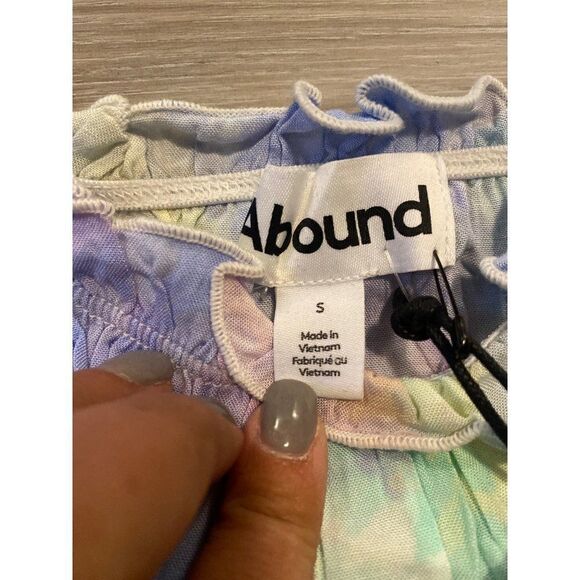 Abound
S
Made in
Vietnam
Fabriqué au
Vietnam